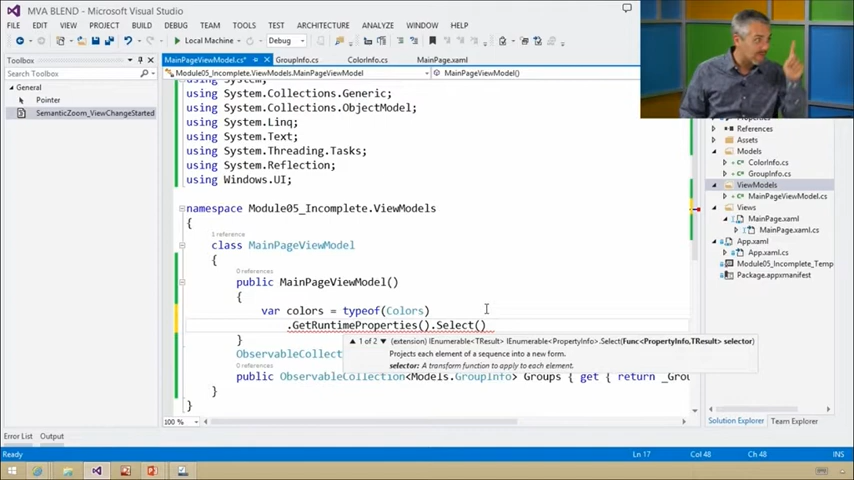 MVA BLEND - Microsoft Visual Studio
FILE EDIT VIEW PROJECT BUILD DEBUG TEAM TOOLS TEST ARCHITECTURE ANALYZE WINDOW HELP
Local Machine Debug
Toolbox
MainPageViewModel.cs* GroupInfo.cs ColorInfo.cs MainPage.xaml
Search Toolbox
Module05_Incomplete.ViewModels.MainPageViewModel MainPageViewModel()
General
Pointer
SemanticZoom_ViewChangeStarted
using System;
using System.Collections.Generic;
using System.Collections.ObjectModel;
using System.Linq;
using System.Text;
using System.Threading.Tasks;
using System.Reflection;
using Windows.UI;
namespace Module05_Incomplete.ViewModels
{
1 reference
class MainPageViewModel
{
0 references
public MainPageViewModel()
{
var colors = typeof(Colors)
.GetRuntimeProperties().Select()
}
1 of 2 (extension) IEnumerable<TResult> IEnumerable<PropertyInfo>.Select(Func<PropertyInfo,TResult> selector)
Projects each element of a sequence into a new form.
selector: A transform function to apply to each element.
ObservableCollect
0 references
public ObservableCollection<Models.GroupInfo> Groups { get { return _Grou
}
}
100 %
Properties
References
Assets
Models
ColorInfo.cs
GroupInfo.cs
ViewModels
MainPageViewModel.cs
Views
MainPage.xaml
MainPage.xaml.cs
App.xaml
App.xaml.cs
Module05_Incomplete_Temp
Package.appxmanifest
Solution Explorer Team Explorer
Error List Output
Ready Ln 17 Col 48 Ch 48 INS